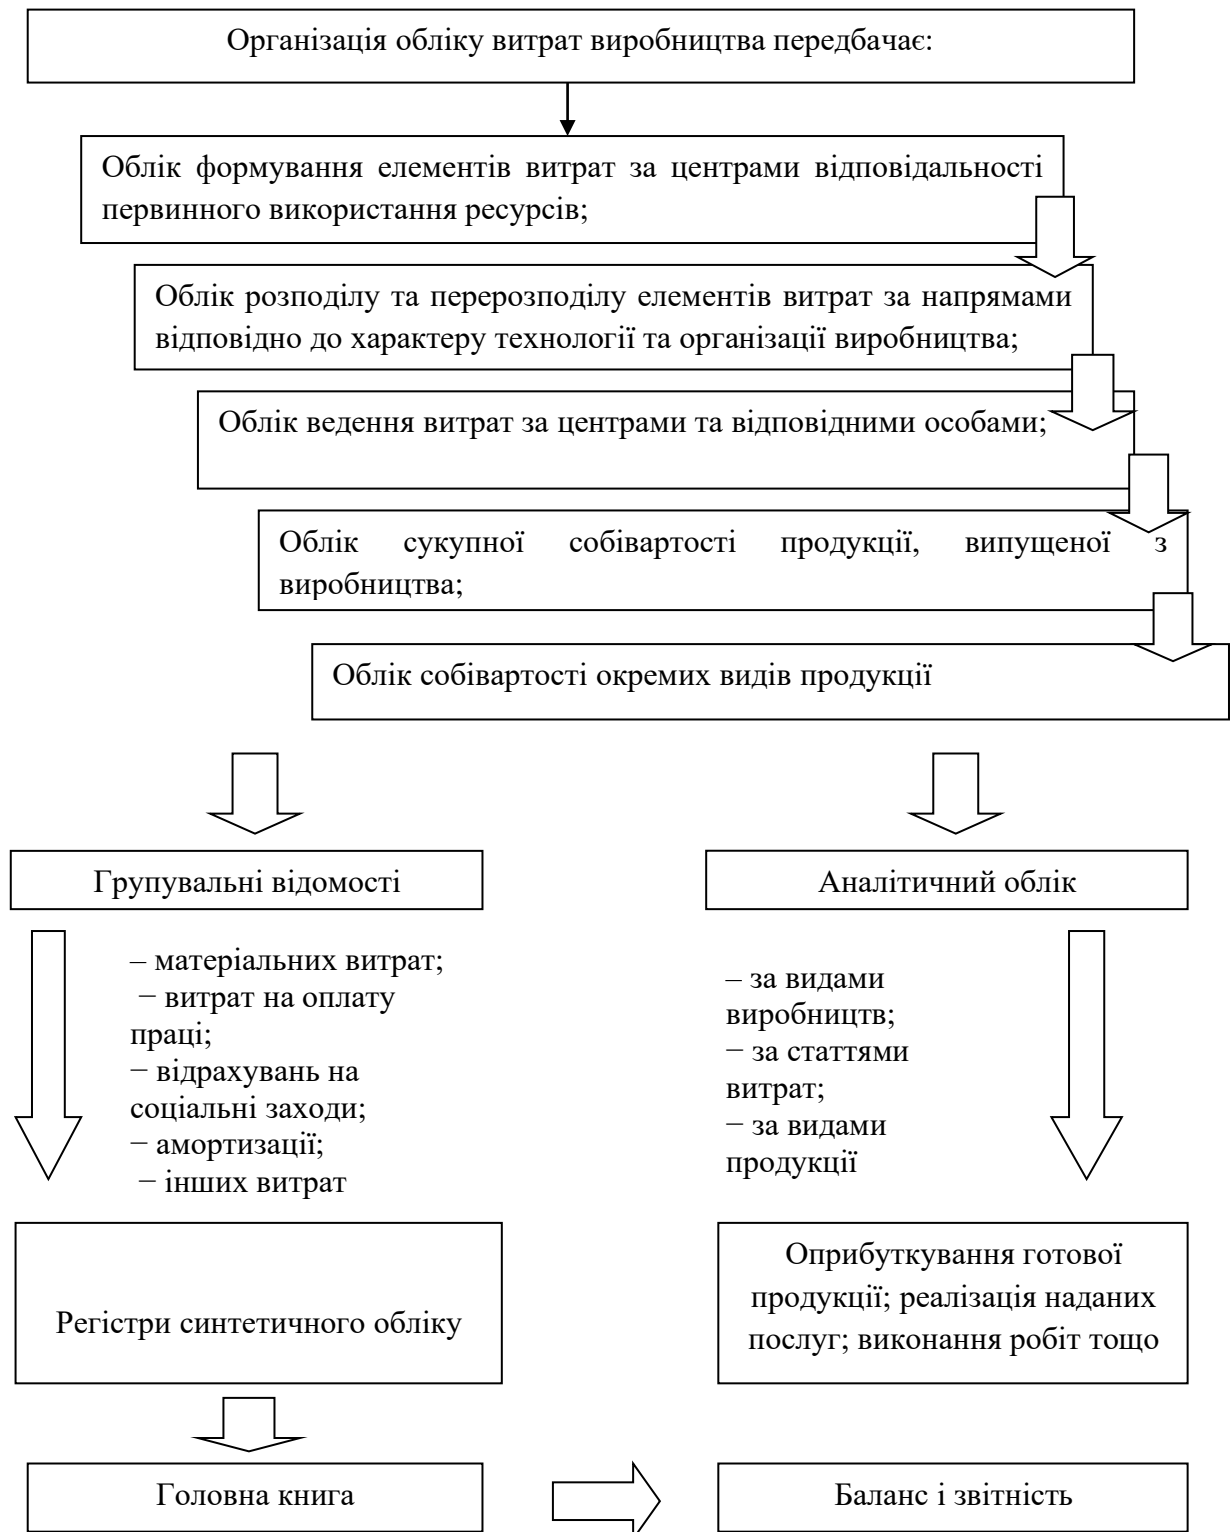 Організація обліку витрат виробництва передбачає:
Облік формування елементів витрат за центрами відповідальності
первинного використання ресурсів;
Облік розподілу та перерозподілу елементів витрат за напрямами
відповідно до характеру технології та організації виробництва;
Облік ведення витрат за центрами та відповідними особами;
Облік сукупної собівартості продукції, випущеної з
виробництва;
Облік собівартості окремих видів продукції
Групувальні відомості
– матеріальних витрат;
− витрат на оплату
праці;
− відрахувань на
соціальні заходи;
− амортизації;
− інших витрат
Аналітичний облік
– за видами
виробництв;
− за статтями
витрат;
− за видами
продукції
Регістри синтетичного обліку
Оприбуткування готової
продукції; реалізація наданих
послуг; виконання робіт тощо
Головна книга
Баланс і звітність